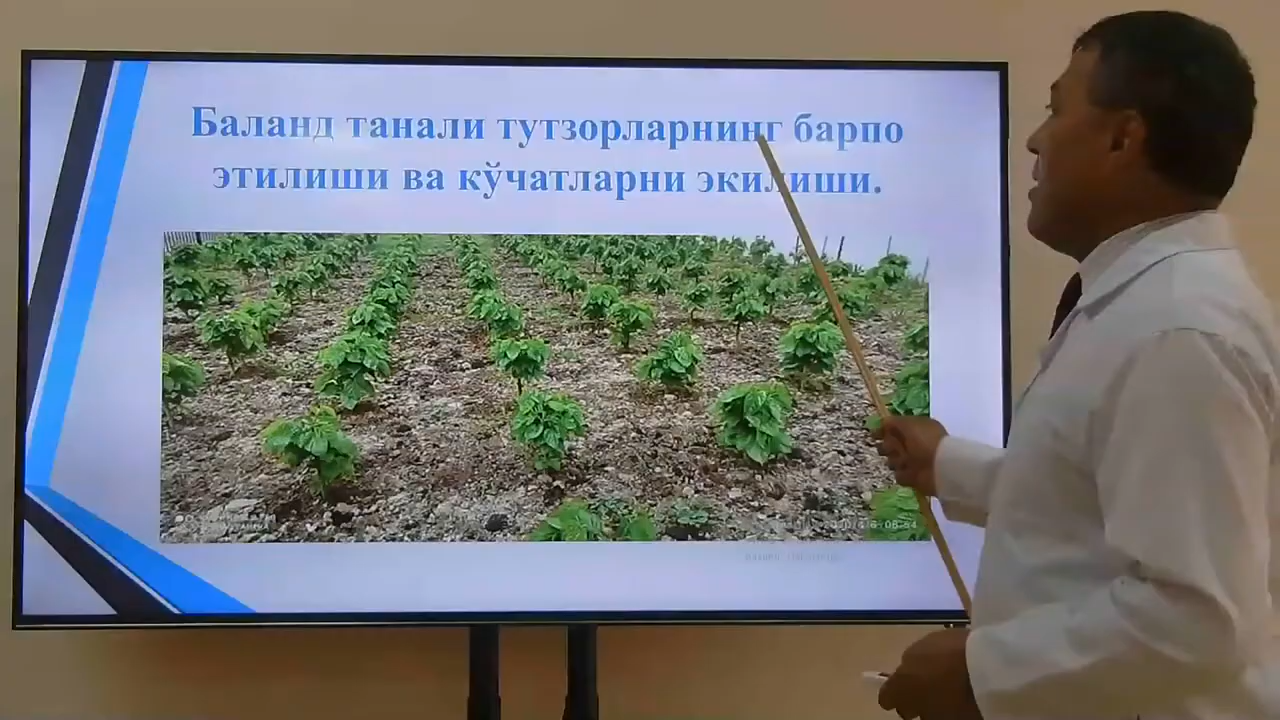 Баланд танали тутзорларнинг барпо
этилиши ва кўчатларни экилиши.